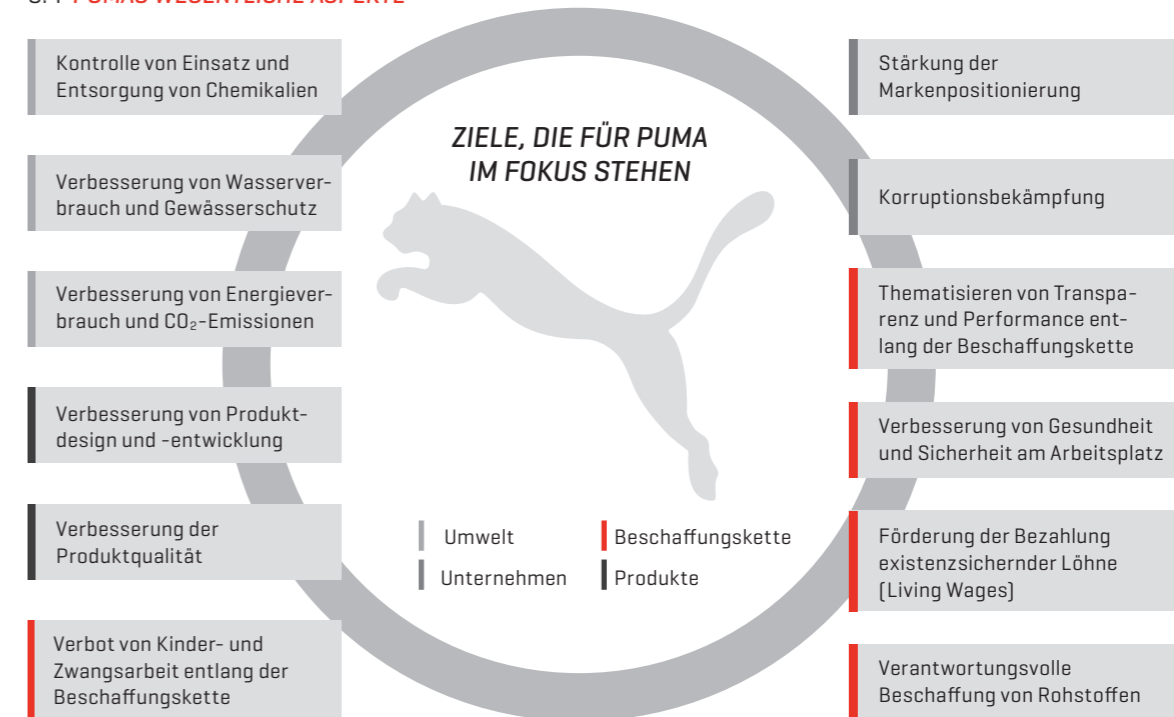 PUMAS WESENTLICHE ASPEKTE
Kontrolle von Einsatz und
Entsorgung von Chemikalien
Verbesserung von Wasserver-
brauch und Gewässerschutz
Verbesserung von Energiever-
brauch und CO₂-Emissionen
Verbesserung von Produkt-
design und -entwicklung
Verbesserung der
Produktqualität
Verbot von Kinder- und
Zwangsarbeit entlang der
Beschaffungskette
ZIELE, DIE FÜR PUMA
IM FOKUS STEHEN
Umwelt
Beschaffungskette
Unternehmen
Produkte
Stärkung der
Markenpositionierung
Korruptionsbekämpfung
Thematisieren von Transpa-
renz und Performance ent-
lang der Beschaffungskette
Verbesserung von Gesundheit
und Sicherheit am Arbeitsplatz
Förderung der Bezahlung
existenzsichernder Löhne
(Living Wages)
Verantwortungsvolle
Beschaffung von Rohstoffen